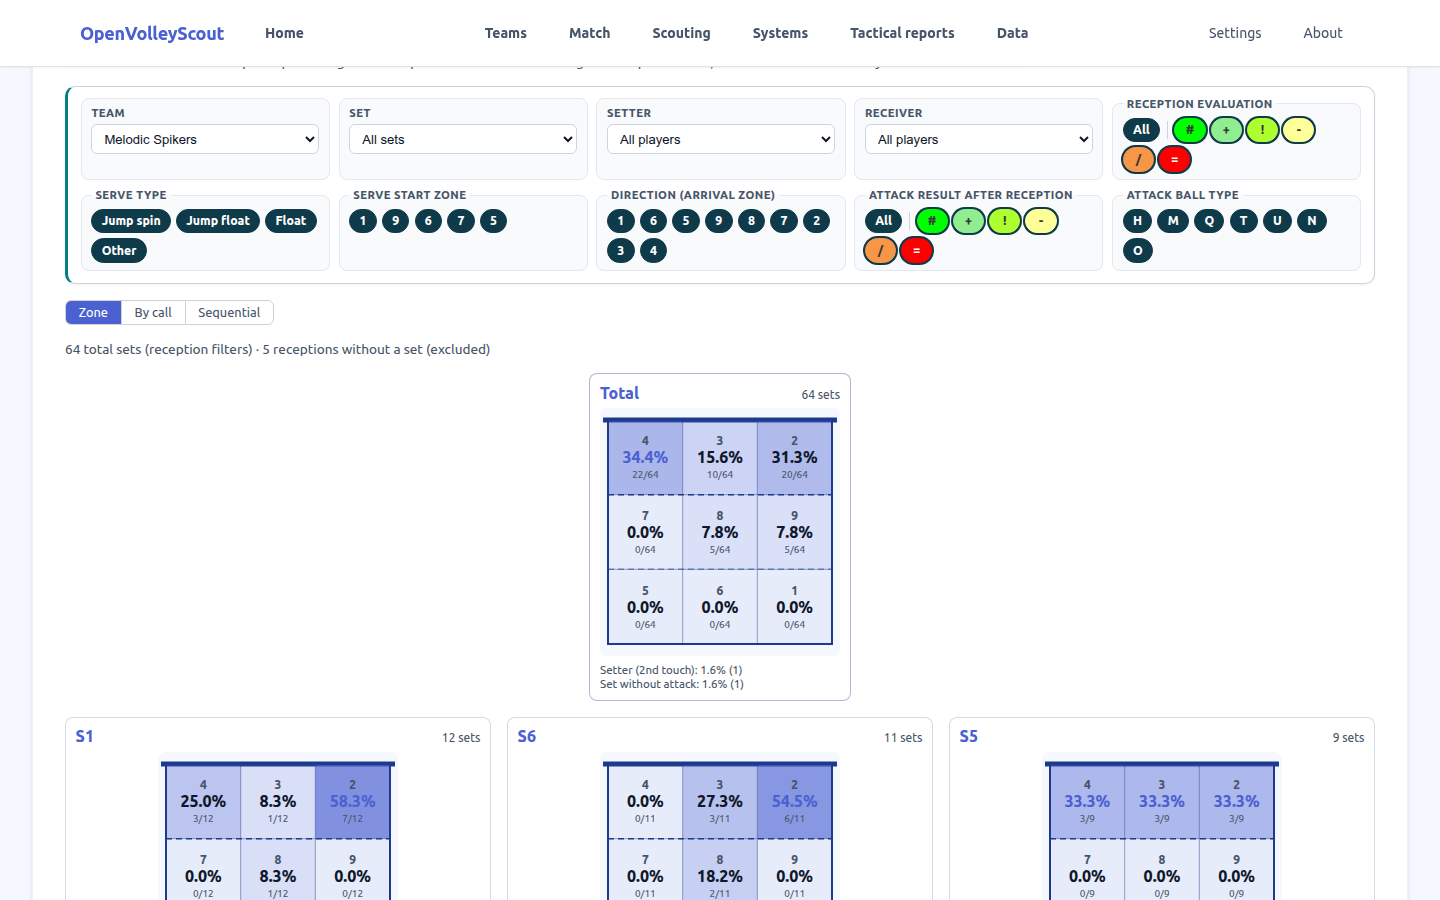 OpenVolleyScout Home Teams Match Scouting Systems Tactical reports Data Settings About
TEAM
Melodic Spikers
SET
All sets
SETTER
All players
RECEIVER
All players
RECEPTION EVALUATION
All # + ! -
/ =
SERVE TYPE
Jump spin Jump float Float
Other
SERVE START ZONE
1 9 6 7 5
DIRECTION (ARRIVAL ZONE)
1 6 5 9 8 7 2
3 4
ATTACK RESULT AFTER RECEPTION
All # + ! -
/ =
ATTACK BALL TYPE
H M Q T U N
O
Zone By call Sequential
64 total sets (reception filters) · 5 receptions without a set (excluded)
Total 64 sets
4 3 2
34.4% 15.6% 31.3%
22/64 10/64 20/64
7 8 9
0.0% 7.8% 7.8%
0/64 5/64 5/64
5 6 1
0.0% 0.0% 0.0%
0/64 0/64 0/64
Setter (2nd touch): 1.6% (1)
Set without attack: 1.6% (1)
S1 12 sets
4 3 2
25.0% 8.3% 58.3%
3/12 1/12 7/12
7 8 9
0.0% 8.3% 0.0%
0/12 1/12 0/12
S6 11 sets
4 3 2
0.0% 27.3% 54.5%
0/11 3/11 6/11
7 8 9
0.0% 18.2% 0.0%
0/11 2/11 0/11
S5 9 sets
4 3 2
33.3% 33.3% 33.3%
3/9 3/9 3/9
7 8 9
0.0% 0.0% 0.0%
0/9 0/9 0/9